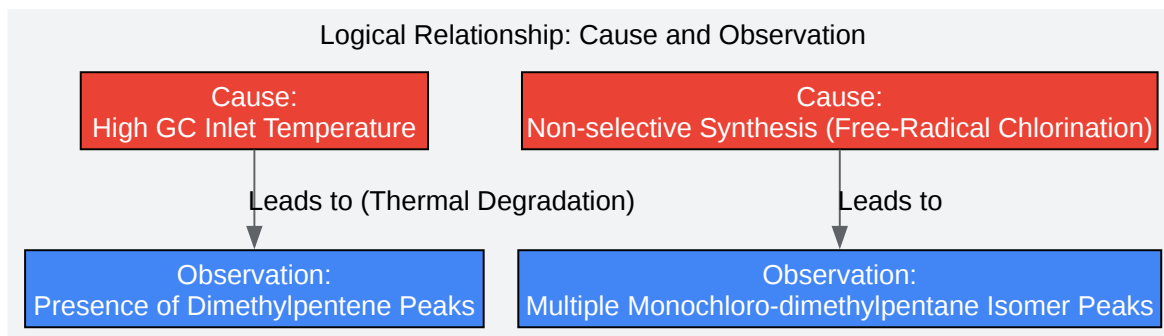 Logical Relationship: Cause and Observation
Cause:
High GC Inlet Temperature
Cause:
Non-selective Synthesis (Free-Radical Chlorination)
Leads to (Thermal Degradation)
Leads to
Observation:
Presence of Dimethylpentene Peaks
Observation:
Multiple Monochloro-dimethylpentane Isomer Peaks